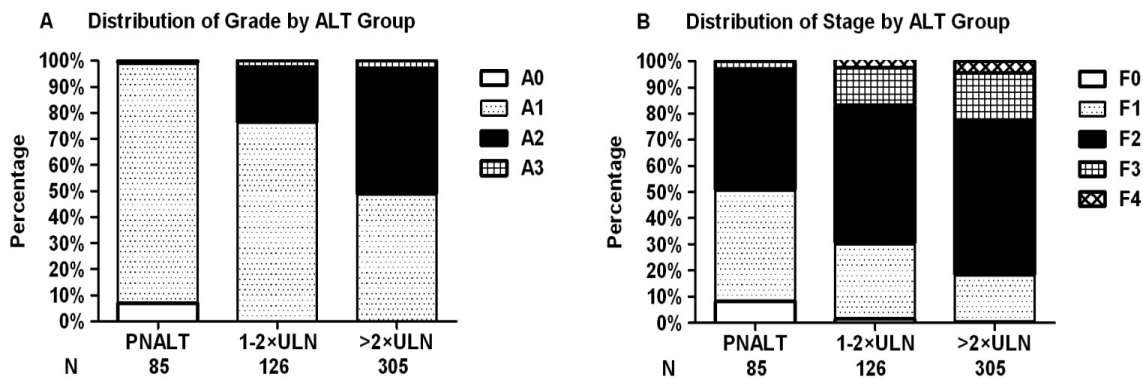 A Distribution of Grade by ALT Group
Percentage
100%
90%
80%
70%
60%
50%
40%
30%
20%
10%
0%
PNALT 1-2×ULN >2×ULN
N 85 126 305
A0
A1
A2
A3
B Distribution of Stage by ALT Group
Percentage
100%
90%
80%
70%
60%
50%
40%
30%
20%
10%
0%
PNALT 1-2×ULN >2×ULN
N 85 126 305
F0
F1
F2
F3
F4